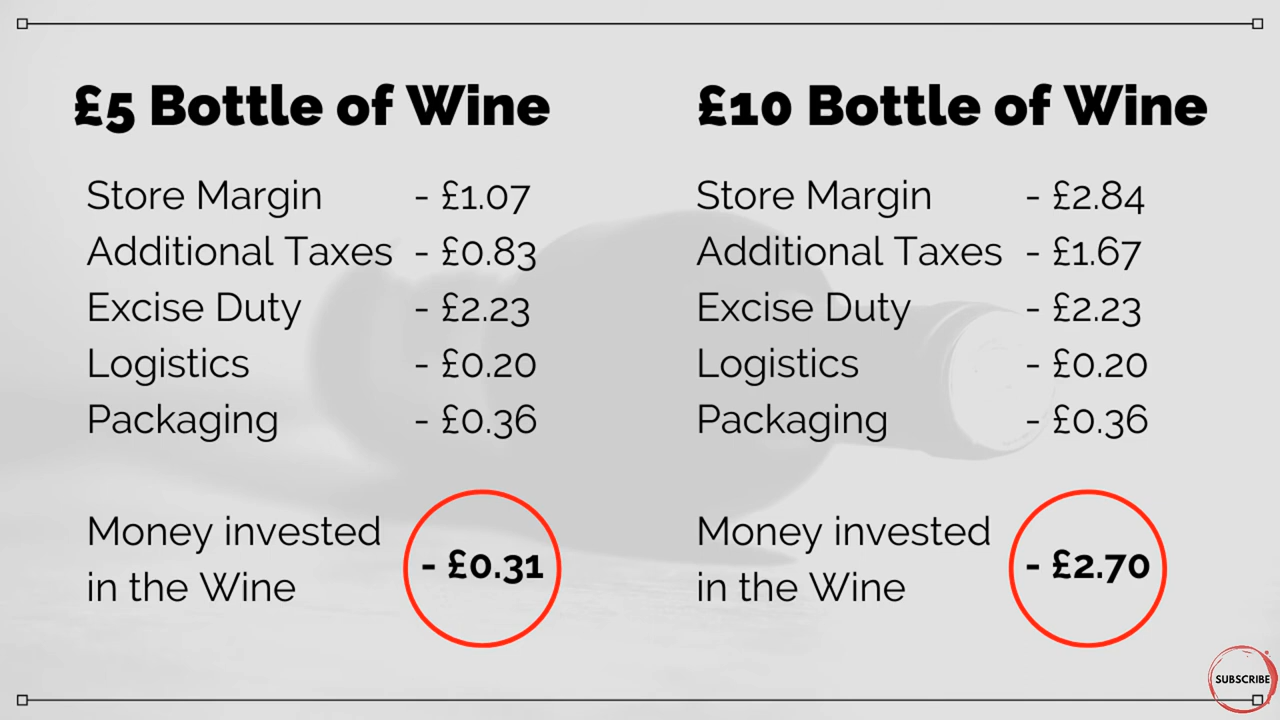 £5 Bottle of Wine
Store Margin - £1.07
Additional Taxes - £0.83
Excise Duty - £2.23
Logistics - £0.20
Packaging - £0.36
Money invested
in the Wine
- £0.31
£10 Bottle of Wine
Store Margin - £2.84
Additional Taxes - £1.67
Excise Duty - £2.23
Logistics - £0.20
Packaging - £0.36
Money invested
in the Wine
- £2.70
SUBSCRIBE